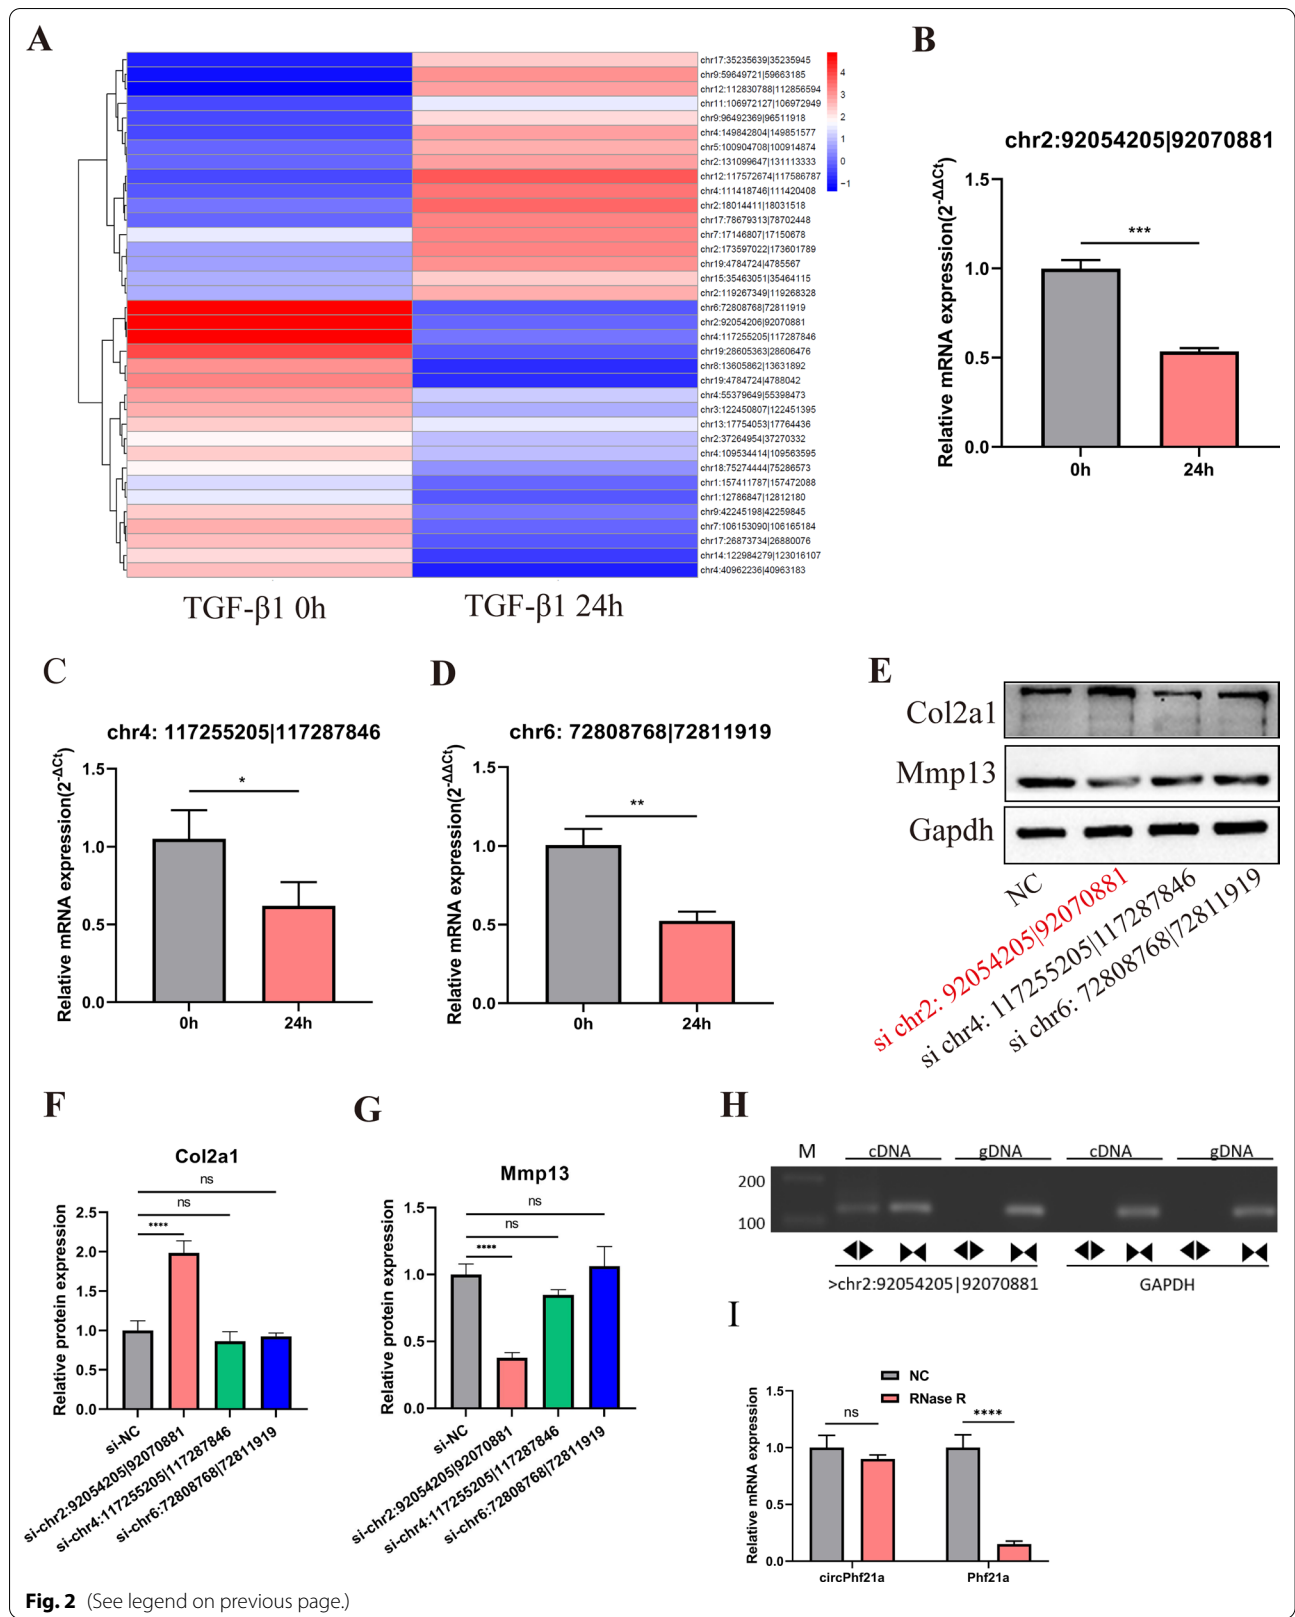 A
chr17:35235639|35235945
chr9:59649721|59663185
chr12:112830788|112856594
chr11:106972127|106972949
chr9:96492369|96511918
chr4:149842804|149851577
chr5:100904708|100914874
chr2:131099647|131113333
chr12:117572674|117586787
chr4:111418746|111420408
chr2:18014411|18031518
chr17:78679313|78702448
chr7:17146807|17150678
chr2:173597022|173601789
chr19:4784724|4785567
chr15:35463051|35464115
chr2:119267349|119268328
chr6:72808768|72811919
chr2:92054206|92070881
chr4:117255205|117287846
chr19:28605363|28606476
chr8:13605862|13631892
chr19:4784724|4788042
chr4:55379649|55398473
chr3:122450807|122451395
chr13:17754053|17764436
chr2:37264954|37270332
chr4:109534414|109563595
chr18:75274444|75286573
chr1:157411787|157472088
chr1:12786847|12812180
chr9:42245198|42259845
chr7:106153090|106165184
chr17:26873734|26880076
chr14:122984279|123016107
chr4:40962236|40963183
4
3
2
1
0
−1
TGF-β1 0h
TGF-β1 24h
B
chr2:92054205|92070881
Relative mRNA expression(2-ΔΔCt)
1.5
1.0
0.5
0.0
***
0h
24h
C
chr4: 117255205|117287846
Relative mRNA expression(2-ΔCt)
1.5
1.0
0.5
0.0
*
0h
24h
D
chr6: 72808768|72811919
Relative mRNA expression(2-ΔΔCt)
1.5
1.0
0.5
0.0
**
0h
24h
E
Col2a1
Mmp13
Gapdh
NC
si chr2: 92054205|92070881
si chr4: 117255205|117287846
si chr6: 72808768|72811919
F
Col2a1
Relative protein expression
2.5
2.0
1.5
1.0
0.5
0.0
ns
ns
****
si-NC
si-chr2:92054205|92070881
si-chr4:117255205|117287846
si-chr6:72808768|72811919
G
Mmp13
Relative protein expression
1.5
1.0
0.5
0.0
ns
ns
****
si-NC
si-chr2:92054205|92070881
si-chr4:117255205|117287846
si-chr6:72808768|72811919
H
M
cDNA
gDNA
cDNA
gDNA
200
100
>chr2:92054205|92070881
GAPDH
I
NC
RNase R
Relative mRNA expression
1.5
1.0
0.5
0.0
ns
****
circPhf21a
Phf21a
Fig. 2 (See legend on previous page.)